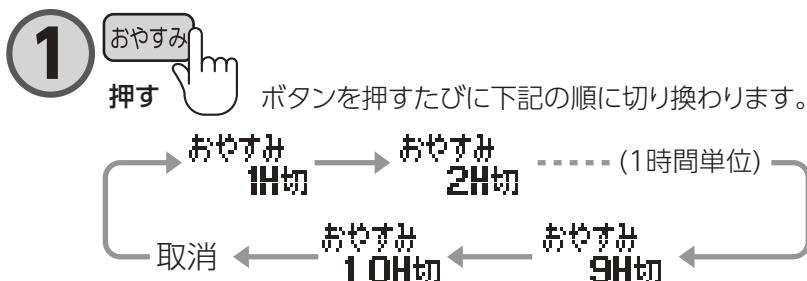 1
おやすみ
押す
ボタンを押すたびに下記の順に切り換わります。
おやすみ
1H切
おやすみ
2H切
(1時間単位)
取消
おやすみ
10H切
おやすみ
9H切